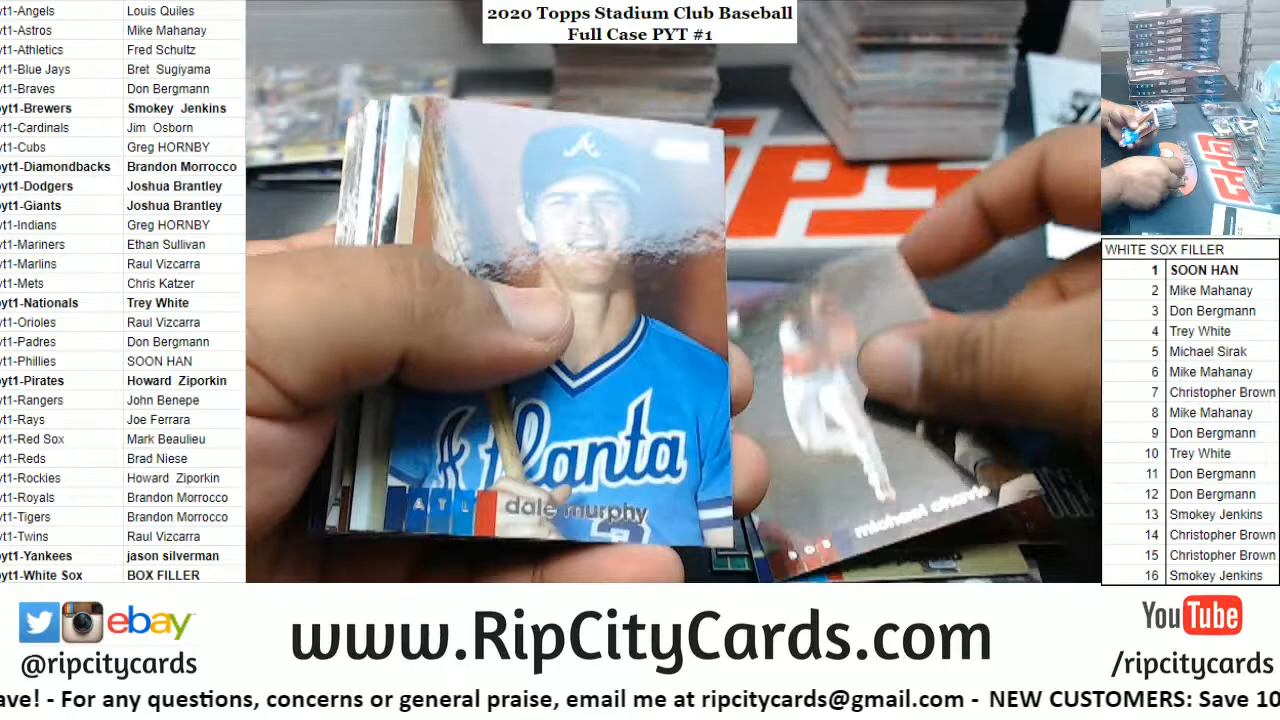 2020 Topps Stadium Club Baseball
Full Case PYT #1
yt1-Angels Louis Quiles
yt1-Astros Mike Mahanay
yt1-Athletics Fred Schultz
yt1-Blue Jays Bret Sugiyama
yt1-Braves Don Bergmann
yt1-Brewers Smokey Jenkins
yt1-Cardinals Jim Osborn
yt1-Cubs Greg HORNBY
yt1-Diamondbacks Brandon Morrocco
yt1-Dodgers Joshua Brantley
yt1-Giants Joshua Brantley
yt1-Indians Greg HORNBY
yt1-Mariners Ethan Sullivan
yt1-Marlins Raul Vizcarra
yt1-Mets Chris Katzer
yt1-Nationals Trey White
yt1-Orioles Raul Vizcarra
yt1-Padres Don Bergmann
yt1-Phillies SOON HAN
yt1-Pirates Howard Ziporkin
yt1-Rangers John Benepe
yt1-Rays Joe Ferrara
yt1-Red Sox Mark Beaulieu
yt1-Reds Brad Niese
yt1-Rockies Howard Ziporkin
yt1-Royals Brandon Morrocco
yt1-Tigers Brandon Morrocco
yt1-Twins Raul Vizcarra
yt1-Yankees jason silverman
yt1-White Sox BOX FILLER
A
Atlanta
ATL dale murphy
3
BOS michael chavis
IPS
WHITE SOX FILLER
1 SOON HAN
2 Mike Mahanay
3 Don Bergmann
4 Trey White
5 Michael Sirak
6 Mike Mahanay
7 Christopher Brown
8 Mike Mahanay
9 Don Bergmann
10 Trey White
11 Don Bergmann
12 Don Bergmann
13 Smokey Jenkins
14 Christopher Brown
15 Christopher Brown
16 Smokey Jenkins
ebay
@ripcitycards
www.RipCityCards.com
YouTube
/ripcitycards
ave! - For any questions, concerns or general praise, email me at ripcitycards@gmail.com - NEW CUSTOMERS: Save 10